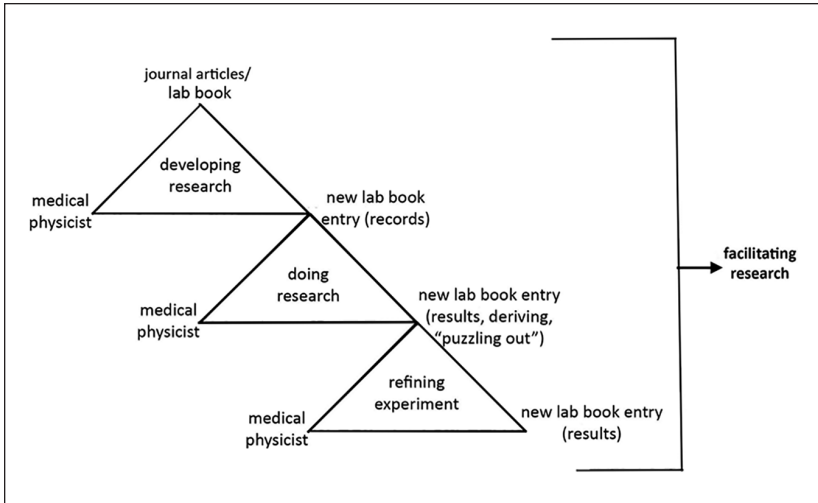 journal articles/
lab book
developing
research
medical
physicist
new lab book
entry (records)
doing
research
medical
physicist
new lab book entry
(results, deriving,
“puzzling out”)
refining
experiment
medical
physicist
new lab book entry
(results)
facilitating
research